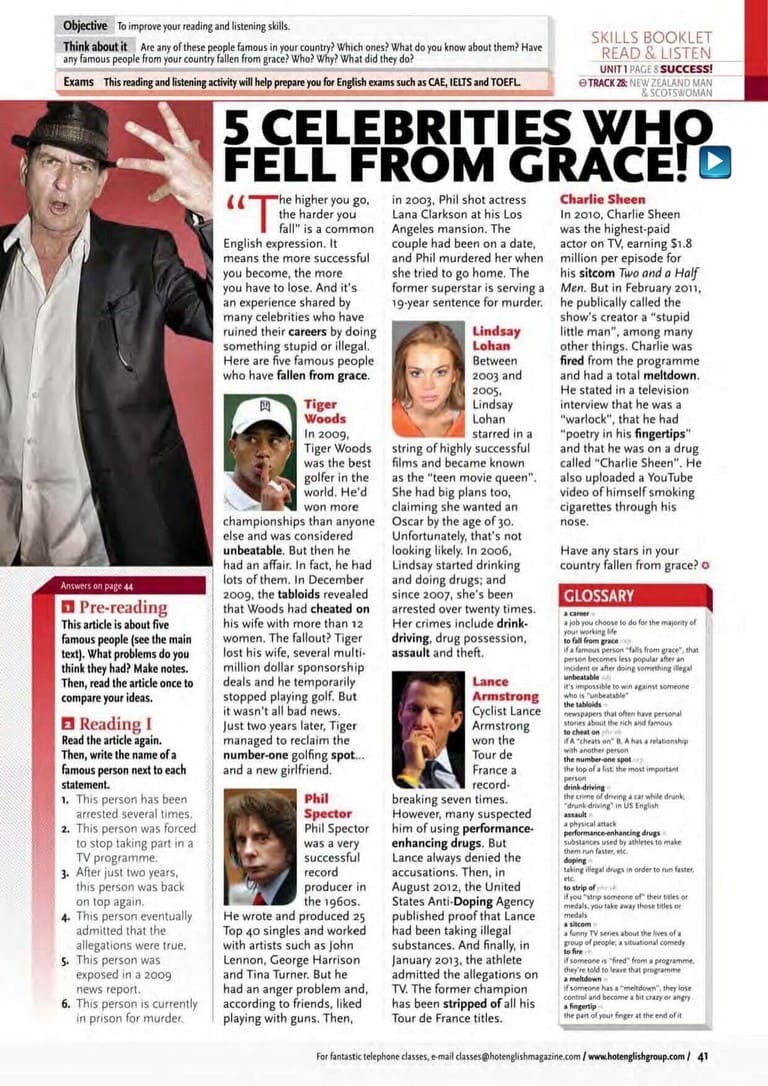 Objective To improve your reading and listening skills.
Think about it Are any of these people famous in your country? Which ones? What do you know about them? Have
any famous people from your country fallen from grace? Who? Why? What did they do?
Exams This reading and listening activity will help prepare you for English exams such as CAE, IELTS and TOEFL.
SKILLS BOOKLET
READ & LISTEN
UNIT 1 PAGE 8 SUCCESS!
TRACK 28: NEW ZEALAND MAN
& SCOTSWOMAN
5 CELEBRITIES WHO
FELL FROM GRACE!
“The higher you go,
the harder you
fall” is a common
English expression. It
means the more successful
you become, the more
you have to lose. And it's
an experience shared by
many celebrities who have
ruined their careers by doing
something stupid or illegal.
Here are five famous people
who have fallen from grace.
Tiger
Woods
In 2009,
Tiger Woods
was the best
golfer in the
world. He'd
won more
championships than anyone
else and was considered
unbeatable. But then he
had an affair. In fact, he had
lots of them. In December
2009, the tabloids revealed
that Woods had cheated on
his wife with more than 12
women. The fallout? Tiger
lost his wife, several multi-
million dollar sponsorship
deals and he temporarily
stopped playing golf. But
it wasn't all bad news.
Just two years later, Tiger
managed to reclaim the
number-one golfing spot...
and a new girlfriend.
Phil
Spector
Phil Spector
was a very
successful
record
producer in
the 1960s.
He wrote and produced 25
Top 40 singles and worked
with artists such as John
Lennon, George Harrison
and Tina Turner. But he
had an anger problem and,
according to friends, liked
playing with guns. Then,
in 2003, Phil shot actress
Lana Clarkson at his Los
Angeles mansion. The
couple had been on a date,
and Phil murdered her when
she tried to go home. The
former superstar is serving a
19-year sentence for murder.
Lindsay
Lohan
Between
2003 and
2005,
Lindsay
Lohan
starred in a
string of highly successful
films and became known
as the “teen movie queen”.
She had big plans too,
claiming she wanted an
Oscar by the age of 30.
Unfortunately, that's not
looking likely. In 2006,
Lindsay started drinking
and doing drugs; and
since 2007, she's been
arrested over twenty times.
Her crimes include drink-
driving, drug possession,
assault and theft.
Lance
Armstrong
Cyclist Lance
Armstrong
won the
Tour de
France a
record-
breaking seven times.
However, many suspected
him of using performance-
enhancing drugs. But
Lance always denied the
accusations. Then, in
August 2012, the United
States Anti-Doping Agency
published proof that Lance
had been taking illegal
substances. And finally, in
January 2013, the athlete
admitted the allegations on
TV. The former champion
has been stripped of all his
Tour de France titles.
Charlie Sheen
In 2010, Charlie Sheen
was the highest-paid
actor on TV, earning $1.8
million per episode for
his sitcom Two and a Half
Men. But in February 2011,
he publically called the
show's creator a “stupid
little man”, among many
other things. Charlie was
fired from the programme
and had a total meltdown.
He stated in a television
interview that he was a
“warlock”, that he had
“poetry in his fingertips”
and that he was on a drug
called “Charlie Sheen”. He
also uploaded a YouTube
video of himself smoking
cigarettes through his
nose.
Have any stars in your
country fallen from grace?
Answers on page 44
1 Pre-reading
This article is about five
famous people (see the main
text). What problems do you
think they had? Make notes.
Then, read the article once to
compare your ideas.
2 Reading I
Read the article again.
Then, write the name of a
famous person next to each
statement.
1. This person has been
arrested several times.
2. This person was forced
to stop taking part in a
TV programme.
3. After just two years,
this person was back
on top again.
4. This person eventually
admitted that the
allegations were true.
5. This person was
exposed in a 2009
news report.
6. This person is currently
in prison for murder.
GLOSSARY
a career n
a job you choose to do for the majority of
your working life
to fall from grace exp
if a famous person “falls from grace”, that
person becomes less popular after an
incident or after doing something illegal
unbeatable adj
it's impossible to win against someone
who is “unbeatable”
the tabloids n
newspapers that often have personal
stories about the rich and famous
to cheat on phr vb
if A “cheats on” B, A has a relationship
with another person
the number-one spot exp
the top of a list; the most important
person
drink-driving n
the crime of driving a car while drunk,
“drunk-driving” in US English
assault n
a physical attack
performance-enhancing drugs n
substances used by athletes to make
them run faster, etc.
doping n
taking illegal drugs in order to run faster,
etc.
to strip of phr vb
if you “strip someone of” their titles or
medals, you take away those titles or
medals
a sitcom n
a funny TV series about the lives of a
group of people; a situational comedy
to fire vb
if someone is “fired” from a programme,
they're told to leave that programme
a meltdown n
if someone has a “meltdown”, they lose
control and become a bit crazy or angry
a fingertip n
the part of your finger at the end of it
For fantastic telephone classes, e-mail classes@hotenglishmagazine.com / www.hotenglishgroup.com / 41